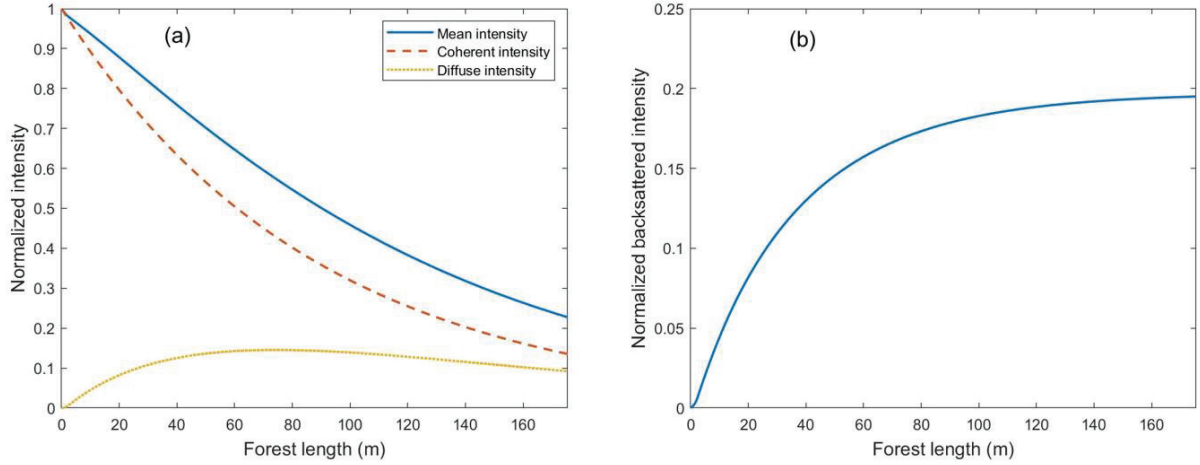 (a)
Mean intensity
Coherent intensity
Diffuse intensity
Normalized intensity
1
0.9
0.8
0.7
0.6
0.5
0.4
0.3
0.2
0.1
0
0 20 40 60 80 100 120 140 160
Forest length (m)
(b)
Normalized backsattered intensity
0.25
0.2
0.15
0.1
0.05
0
0 20 40 60 80 100 120 140 160
Forest length (m)